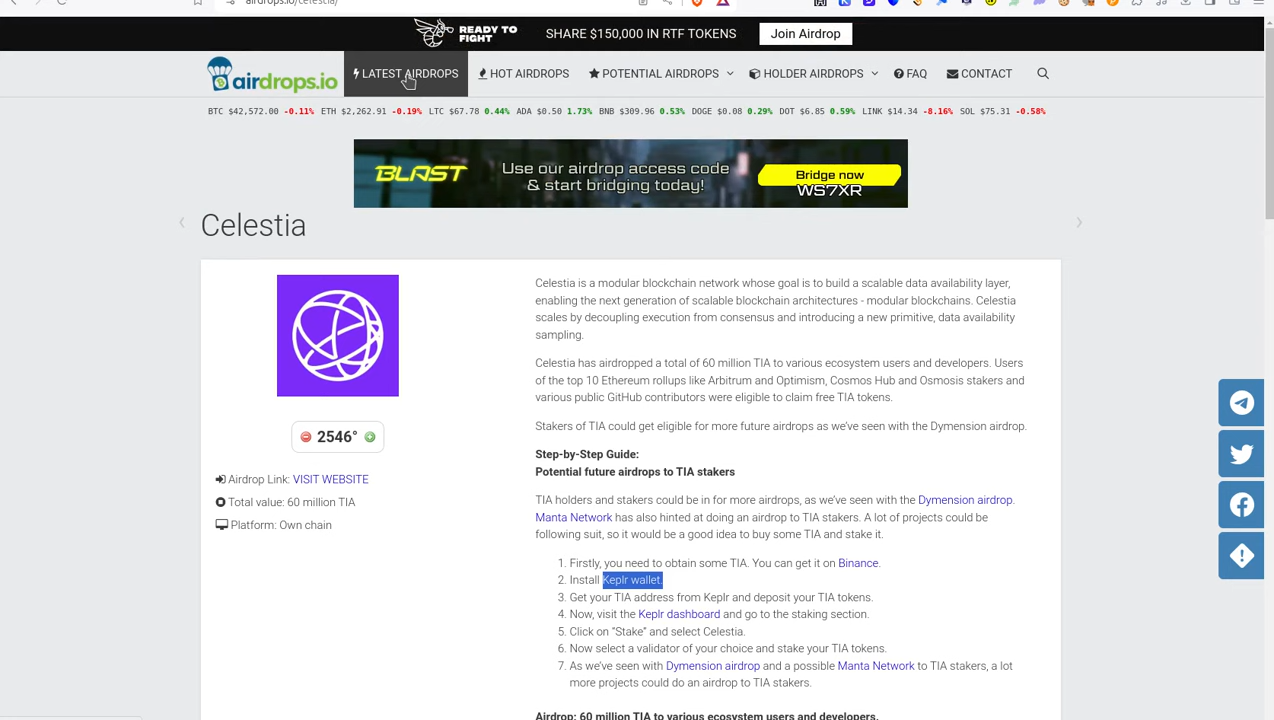 airdrops.io/celestia/
READY TO FIGHT
SHARE $150,000 IN RTF TOKENS
Join Airdrop
airdrops.io
LATEST AIRDROPS
HOT AIRDROPS
POTENTIAL AIRDROPS
HOLDER AIRDROPS
FAQ
CONTACT
BTC $42,572.00 -0.11% ETH $2,262.91 -0.19% LTC $67.78 0.44% ADA $0.50 1.73% BNB $309.96 0.53% DOGE $0.08 0.29% DOT $6.85 0.59% LINK $14.34 -8.16% SOL $75.31 -0.58%
BLAST
Use our airdrop access code
& start bridging today!
Bridge now
WS7XR
Celestia
2546°
Airdrop Link: VISIT WEBSITE
Total value: 60 million TIA
Platform: Own chain
Celestia is a modular blockchain network whose goal is to build a scalable data availability layer,
enabling the next generation of scalable blockchain architectures - modular blockchains. Celestia
scales by decoupling execution from consensus and introducing a new primitive, data availability
sampling.
Celestia has airdropped a total of 60 million TIA to various ecosystem users and developers. Users
of the top 10 Ethereum rollups like Arbitrum and Optimism, Cosmos Hub and Osmosis stakers and
various public GitHub contributors were eligible to claim free TIA tokens.
Stakers of TIA could get eligible for more future airdrops as we've seen with the Dymension airdrop.
Step-by-Step Guide:
Potential future airdrops to TIA stakers
TIA holders and stakers could be in for more airdrops, as we've seen with the Dymension airdrop.
Manta Network has also hinted at doing an airdrop to TIA stakers. A lot of projects could be
following suit, so it would be a good idea to buy some TIA and stake it.
1. Firstly, you need to obtain some TIA. You can get it on Binance.
2. Install Keplr wallet.
3. Get your TIA address from Keplr and deposit your TIA tokens.
4. Now, visit the Keplr dashboard and go to the staking section.
5. Click on "Stake" and select Celestia.
6. Now select a validator of your choice and stake your TIA tokens.
7. As we've seen with Dymension airdrop and a possible Manta Network to TIA stakers, a lot
more projects could do an airdrop to TIA stakers.
Airdrop: 60 million TIA to various ecosystem users and developers.